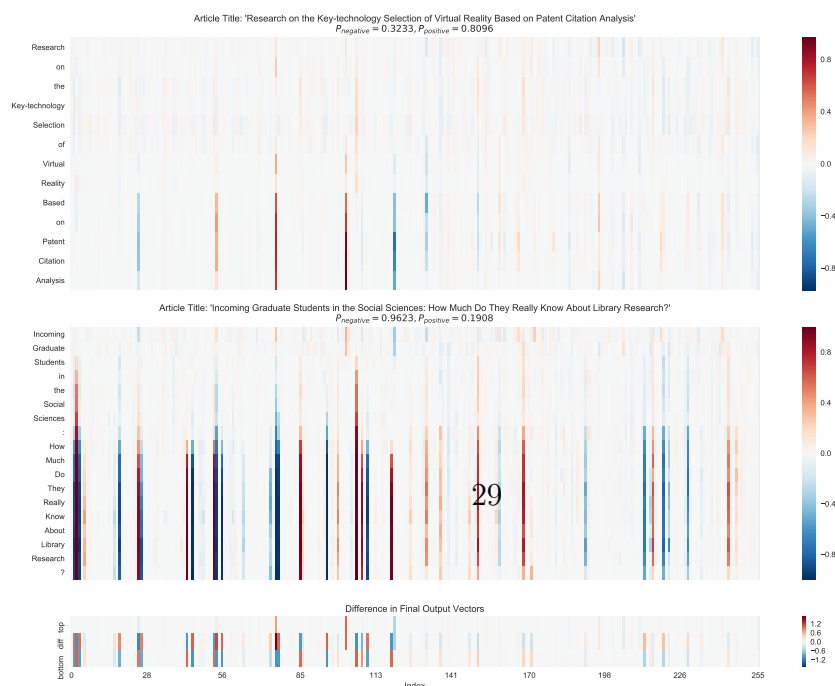 Article Title: 'Research on the Key-technology Selection of Virtual Reality Based on Patent Citation Analysis'
P_negative = 0.3233, P_positive = 0.8096
Research
on
the
Key-technology
Selection
of
Virtual
Reality
Based
on
Patent
Citation
Analysis
0.8
0.4
0.0
−0.4
−0.8
Article Title: 'Incoming Graduate Students in the Social Sciences: How Much Do They Really Know About Library Research?'
P_negative = 0.9623, P_positive = 0.1908
Incoming
Graduate
Students
in
the
Social
Sciences
:
How
Much
Do
They
Really
Know
About
Library
Research
?
29
0.8
0.4
0.0
−0.4
−0.8
Difference in Final Output Vectors
top
diff
bottom
1.2
0.6
−0.0
−0.6
−1.2
0 28 56 85 113 141 170 198 226 255
Index